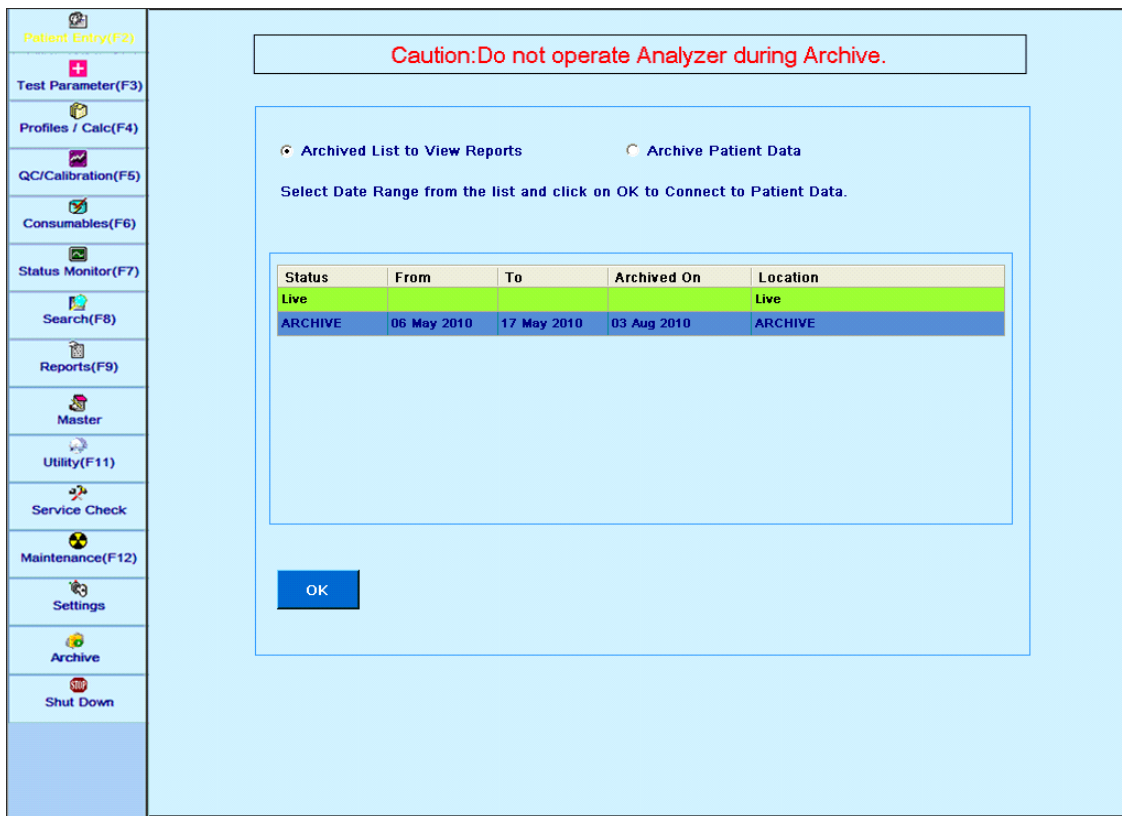 Patient Entry(F2)
Test Parameter(F3)
Profiles / Calc(F4)
QC/Calibration(F5)
Consumables(F6)
Status Monitor(F7)
Search(F8)
Reports(F9)
Master
Utility(F11)
Service Check
Maintenance(F12)
Settings
Archive
STOP
Shut Down
Caution:Do not operate Analyzer during Archive.
Archived List to View Reports Archive Patient Data
Select Date Range from the list and click on OK to Connect to Patient Data.
Status From To Archived On Location
Live Live
ARCHIVE 06 May 2010 17 May 2010 03 Aug 2010 ARCHIVE
OK